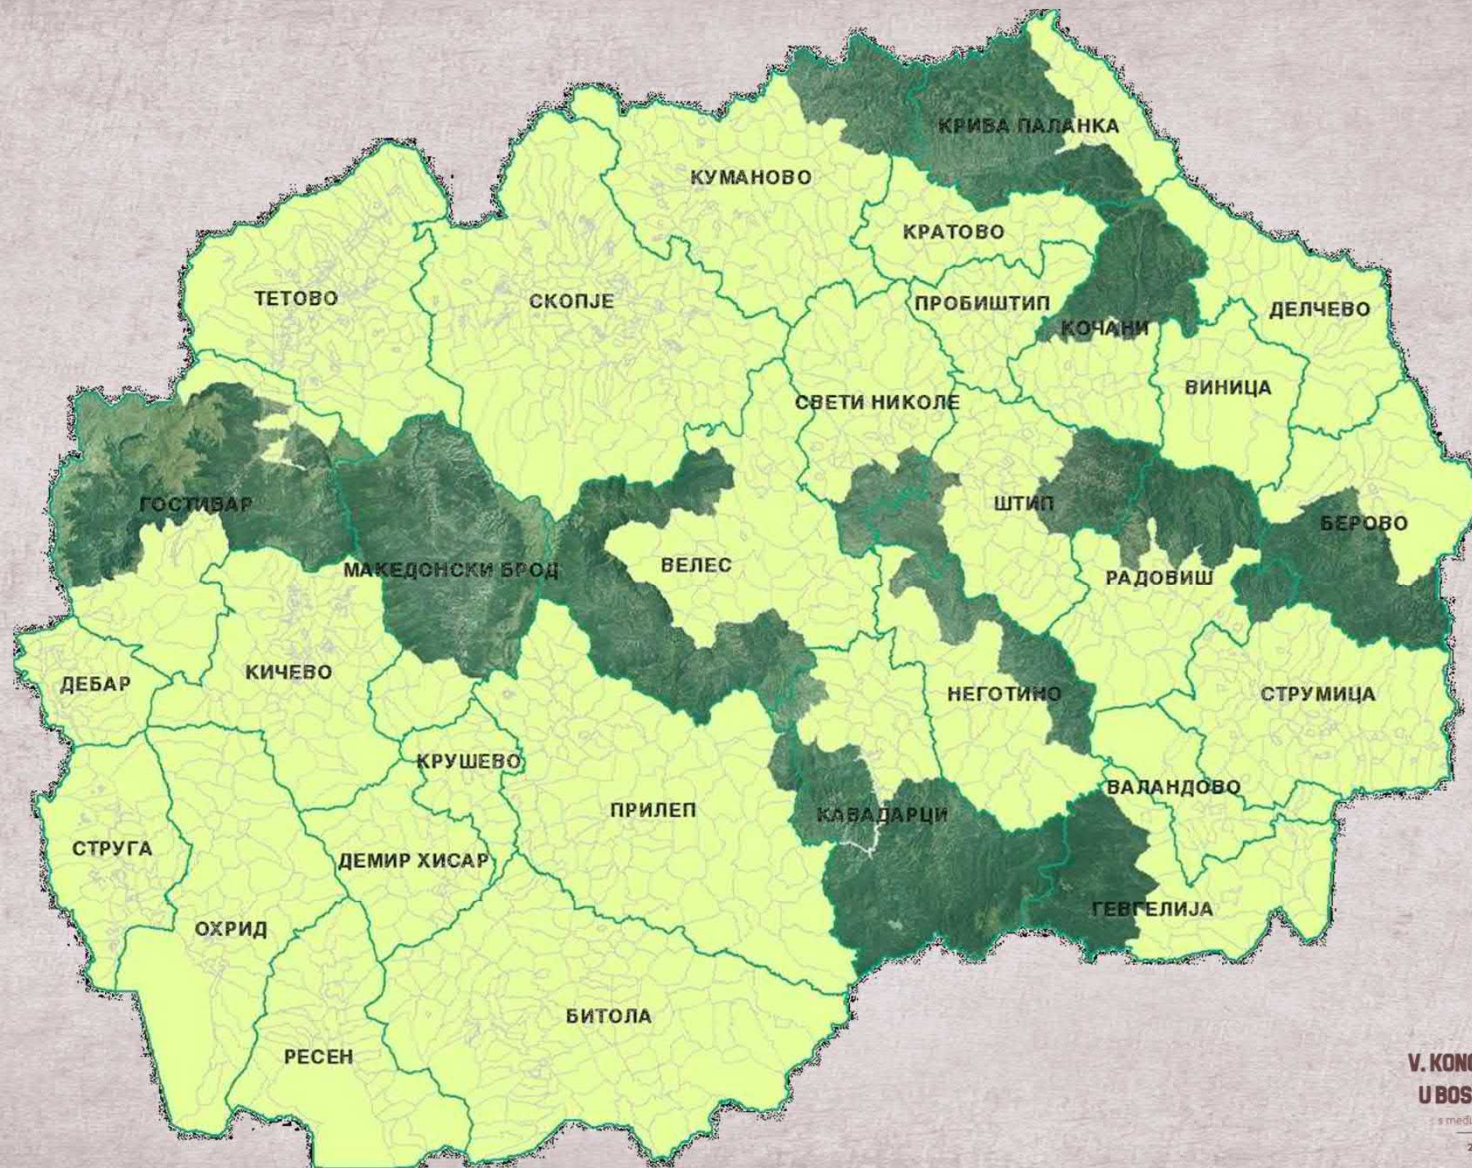 КРИВА ПАЛАНКА
КУМАНОВО
КРАТОВО
ТЕТОВО
СКОПЈЕ
ПРОБИШТИП
ДЕЛЧЕВО
КОЧАНИ
ВИНИЦА
СВЕТИ НИКОЛЕ
ГОСТИВАР
ШТИП
БЕРОВО
МАКЕДОНСКИ БРОД
ВЕЛЕС
РАДОВИШ
КИЧЕВО
ДЕБАР
НЕГОТИНО
СТРУМИЦА
КРУШЕВО
ВАЛАНДОВО
ПРИЛЕП
КАВАДАРЦИ
СТРУГА
ДЕМИР ХИСАР
ГЕВГЕЛИЈА
ОХРИД
БИТОЛА
РЕСЕН
V.
U BOS